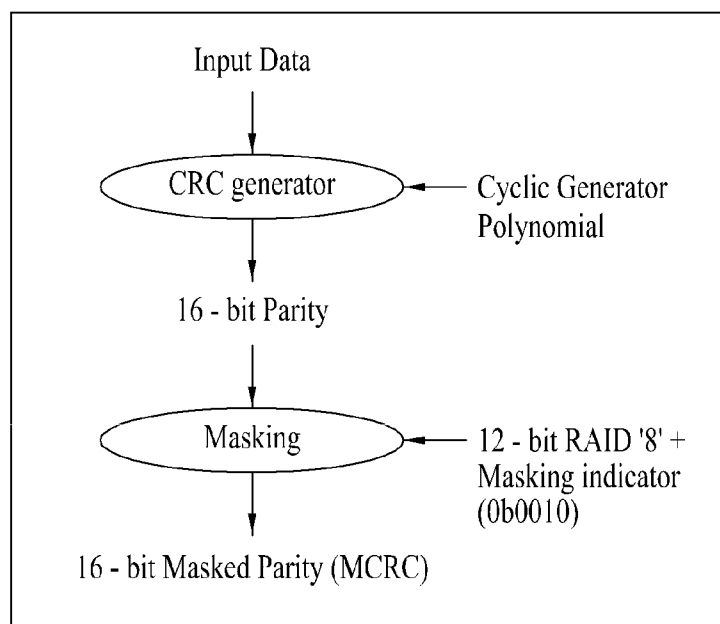 Input Data
CRC generator
Cyclic Generator
Polynomial
16 - bit Parity
Masking
12 - bit RAID '8' +
Masking indicator
(0b0010)
16 - bit Masked Parity (MCRC)